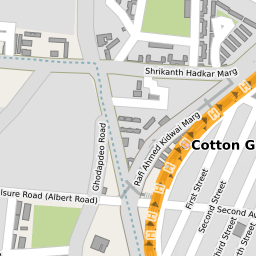 Shrikanth Hadkar Marg
Rafi Ahmed Kidwai Marg
Ghodapdeo Road
Cotton G
lsure Road (Albert Road)
Second A
First Street
Second Street
Third Street